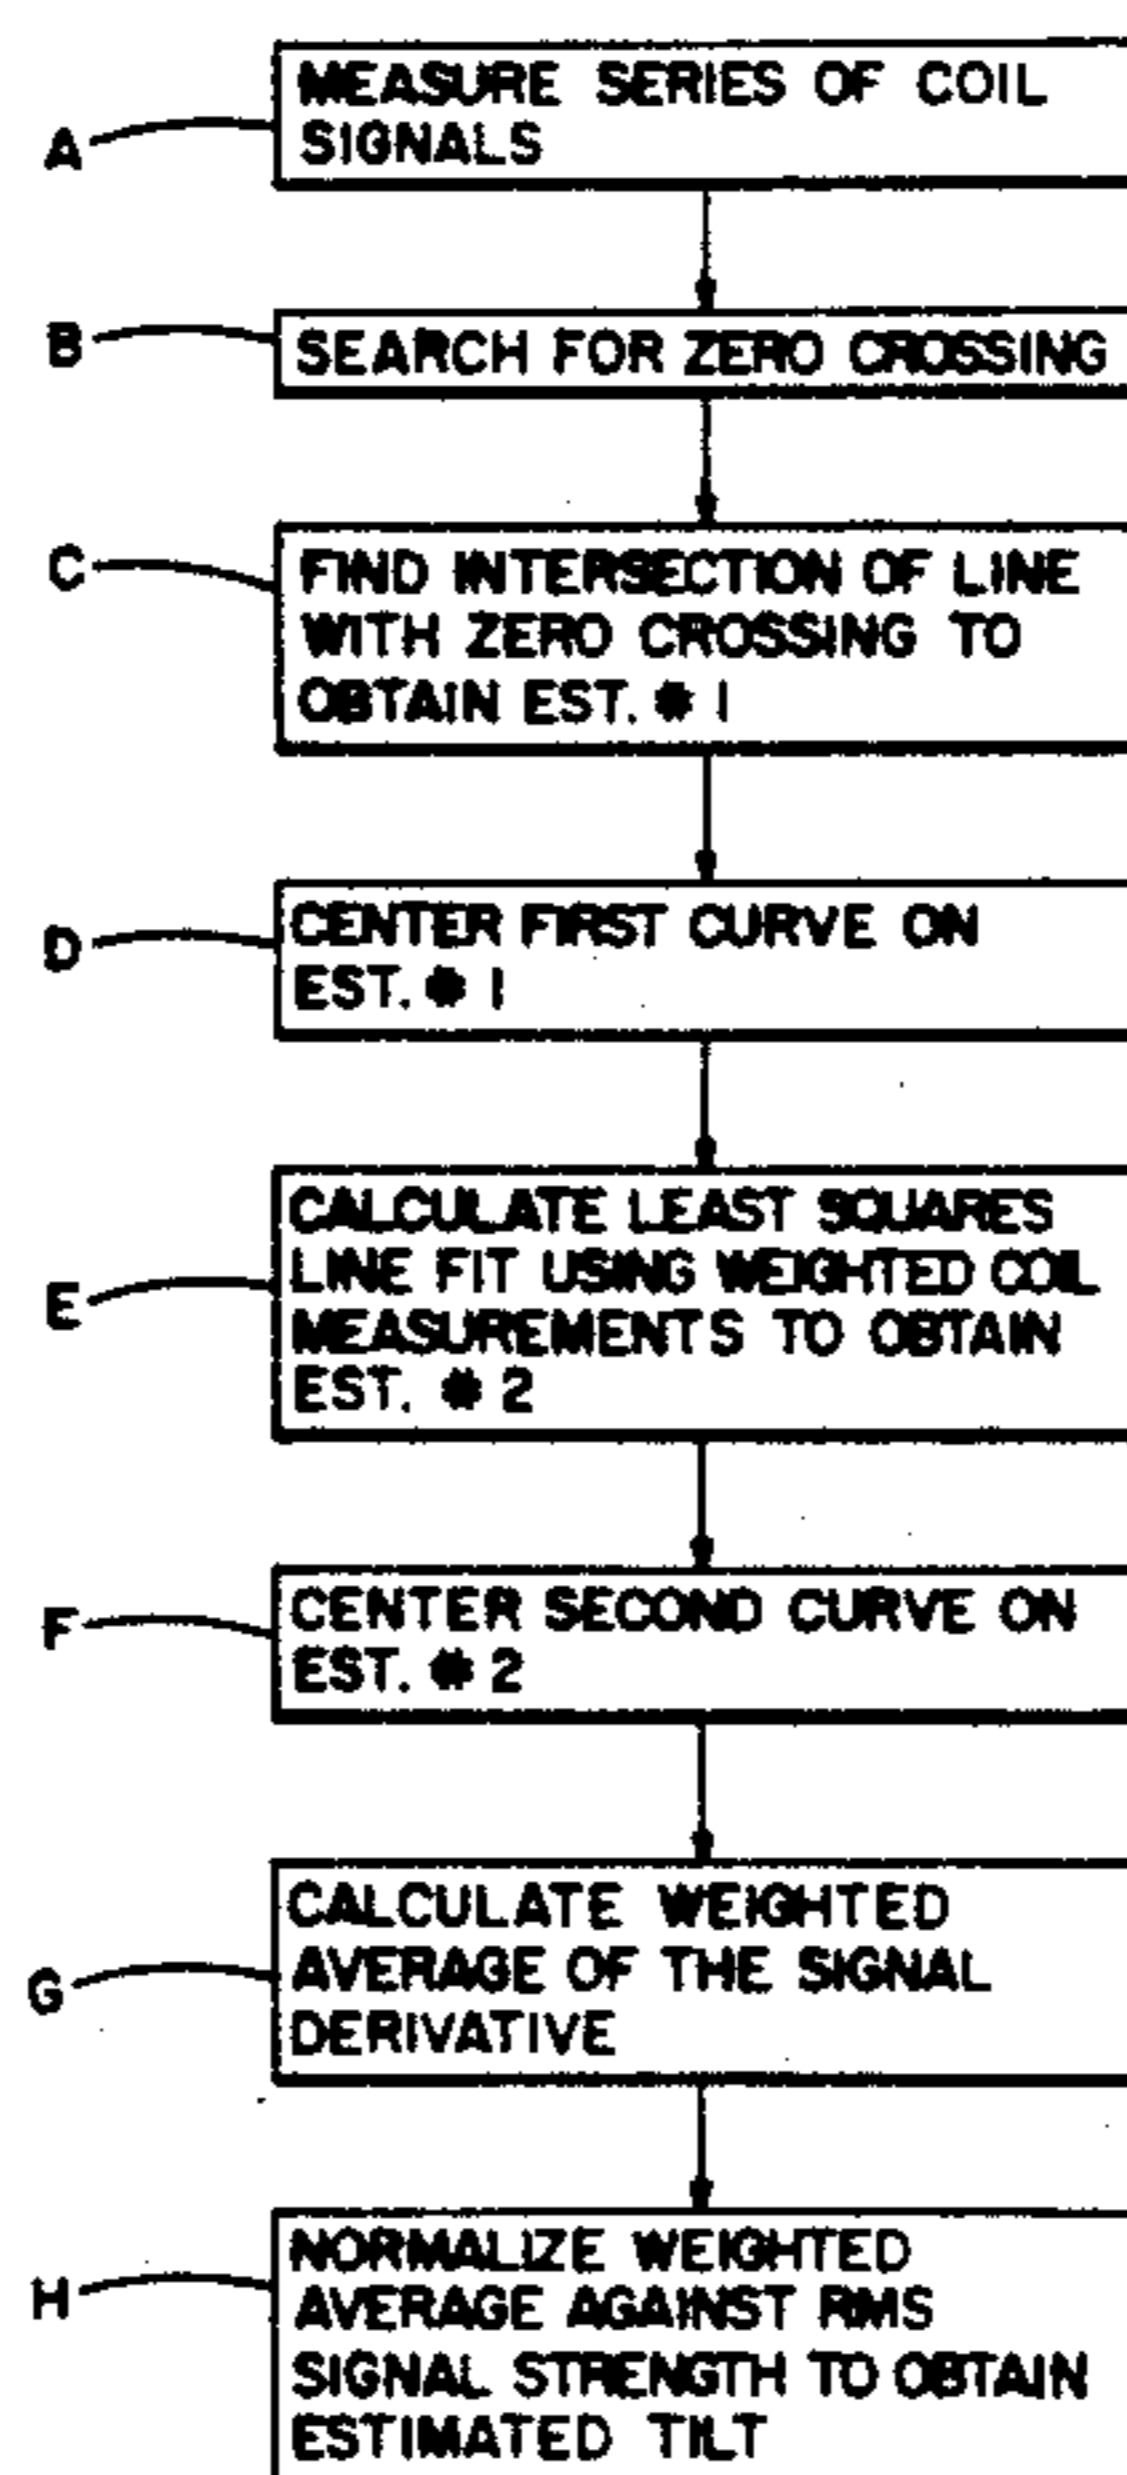 A
MEASURE SERIES OF COIL
SIGNALS
B
SEARCH FOR ZERO CROSSING
C
FIND INTERSECTION OF LINE
WITH ZERO CROSSING TO
OBTAIN EST. # 1
D
CENTER FIRST CURVE ON
EST. # 1
E
CALCULATE LEAST SQUARES
LINE FIT USING WEIGHTED COIL
MEASUREMENTS TO OBTAIN
EST. # 2
F
CENTER SECOND CURVE ON
EST. # 2
G
CALCULATE WEIGHTED
AVERAGE OF THE SIGNAL
DERIVATIVE
H
NORMALIZE WEIGHTED
AVERAGE AGAINST RMS
SIGNAL STRENGTH TO OBTAIN
ESTIMATED TILT